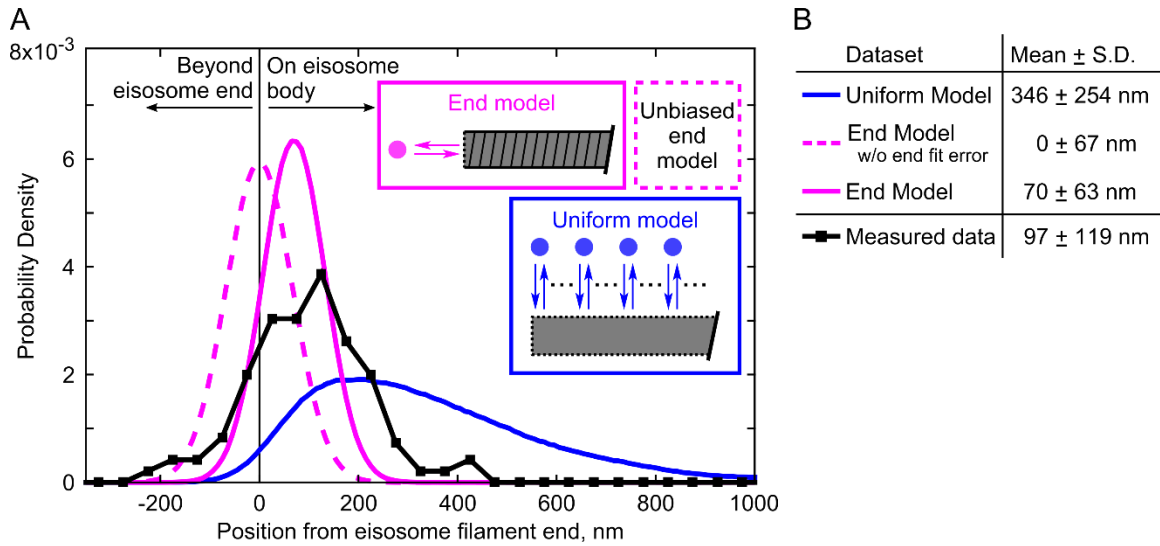 A
8x10⁻³
6
4
2
0
Probability Density
Beyond
eisosome end
On eisosome
body
End model
Unbiased
end
model
Uniform model
-200
0
200
400
600
800
1000
Position from eisosome filament end, nm
B
Dataset Mean ± S.D.
Uniform Model 346 ± 254 nm
End Model
w/o end fit error 0 ± 67 nm
End Model 70 ± 63 nm
Measured data 97 ± 119 nm